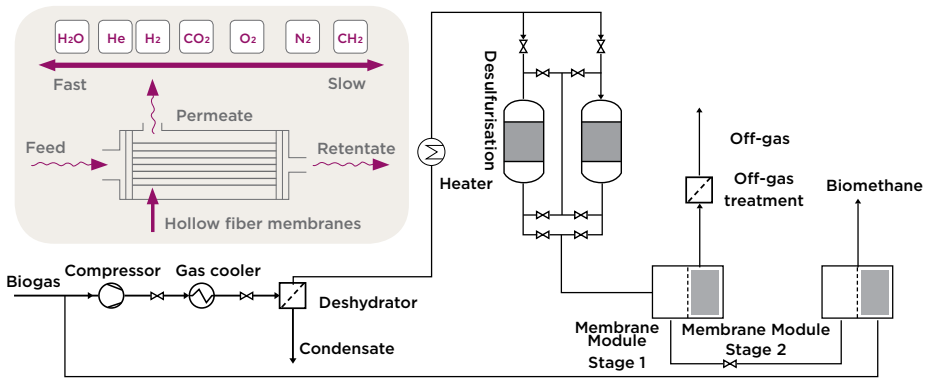 H2O He H2 CO2 O2 N2 CH2
Fast Slow
Permeate
Feed Retentate
Hollow fiber membranes
Desulfurisation
Heater
Off-gas
Off-gas
treatment
Biomethane
Biogas
Compressor
Gas cooler
Deshydrator
Condensate
Membrane
Module
Stage 1
Membrane Module
Stage 2